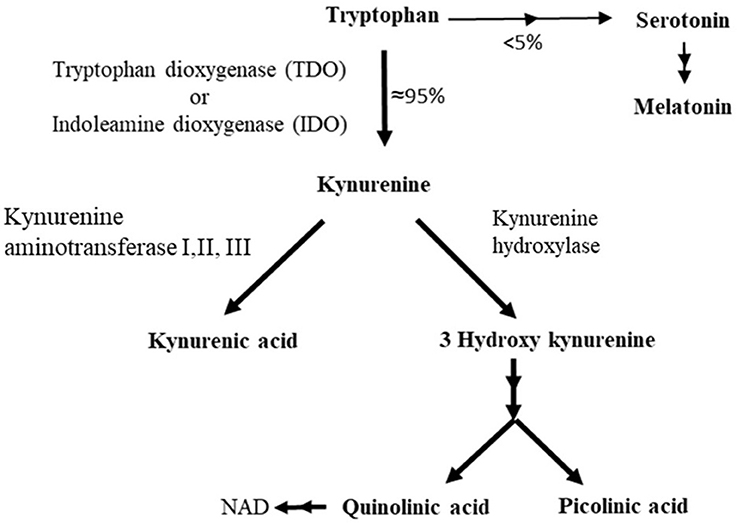 Tryptophan
Serotonin
<5%
Tryptophan dioxygenase (TDO)
or
Indoleamine dioxygenase (IDO)
≈95%
Melatonin
Kynurenine
Kynurenine
aminotransferase I,II, III
Kynurenine
hydroxylase
Kynurenic acid
3 Hydroxy kynurenine
NAD
Quinolinic acid
Picolinic acid